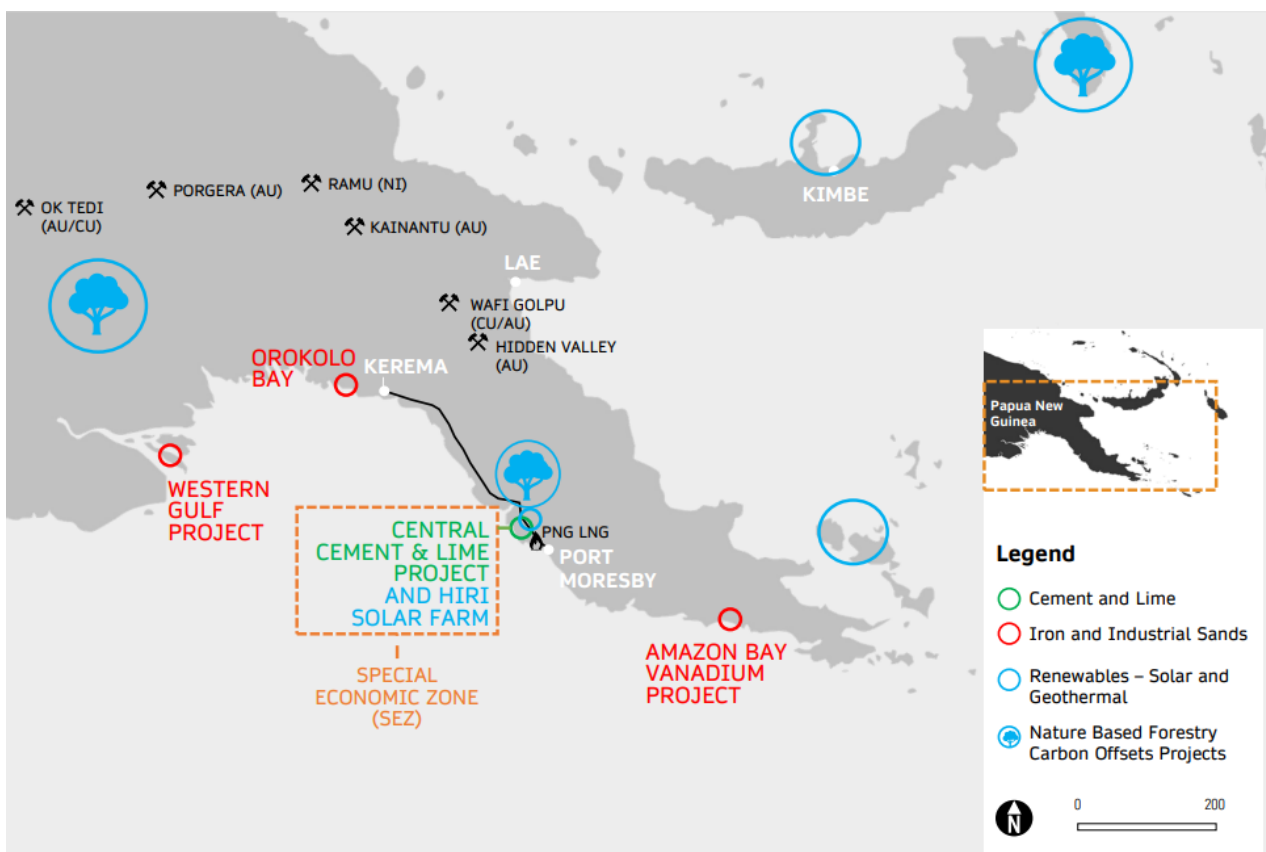 KIMBE
PORGERA (AU)
RAMU (NI)
OK TEDI
(AU/CU)
KAINANTU (AU)
LAE
WAFI GOLPU
(CU/AU)
HIDDEN VALLEY
(AU)
OROKOLO
BAY
KEREMA
WESTERN
GULF
PROJECT
CENTRAL
CEMENT & LIME
PROJECT
AND HIRI
SOLAR FARM
PNG LNG
PORT
MORESBY
SPECIAL
ECONOMIC ZONE
(SEZ)
AMAZON BAY
VANADIUM
PROJECT
Papua New
Guinea
Legend
Cement and Lime
Iron and Industrial Sands
Renewables – Solar and
Geothermal
Nature Based Forestry
Carbon Offsets Projects
N
0 200